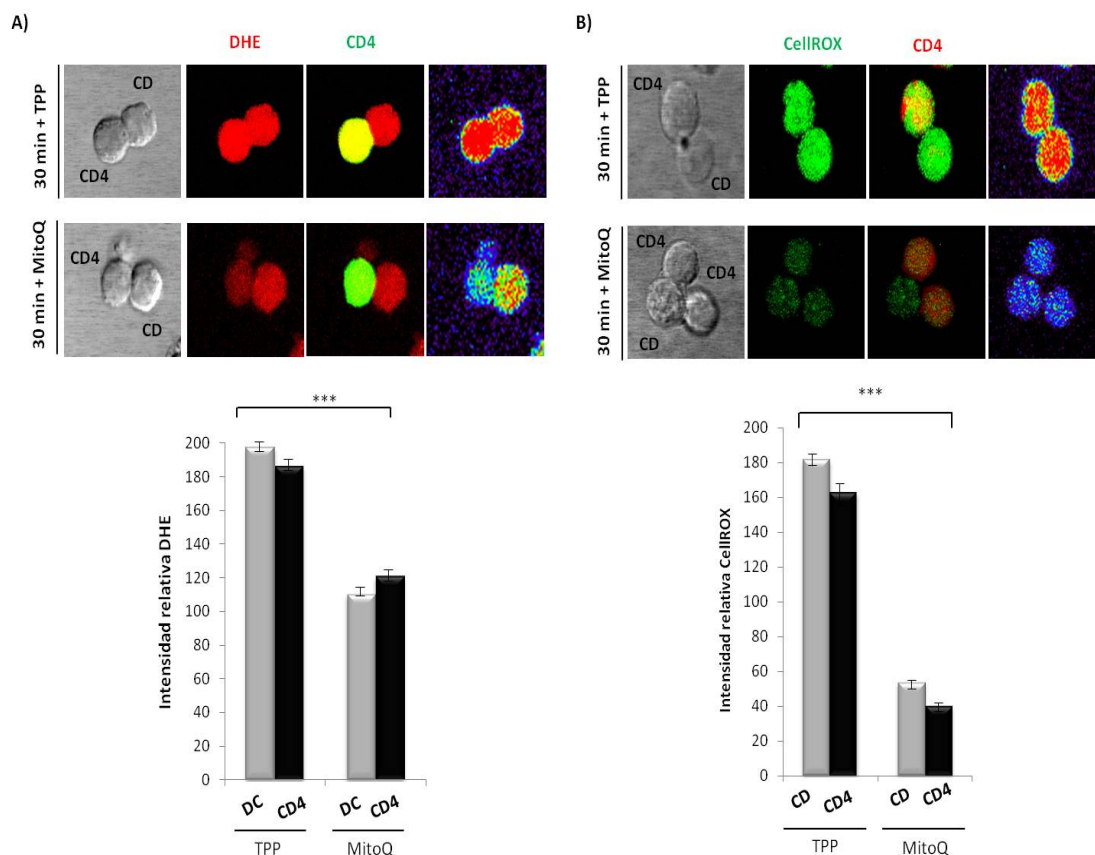 A)
DHE
CD4
30 min + TPP
CD
CD4
30 min + MitoQ
CD4
CD
***
Intensidad relativa DHE
200
180
160
140
120
100
80
60
40
20
0
DC
CD4
DC
CD4
TPP
MitoQ
B)
CellROX
CD4
30 min + TPP
CD4
CD
30 min + MitoQ
CD4
CD4
CD
***
Intensidad relativa CellROX
200
180
160
140
120
100
80
60
40
20
0
CD
CD4
CD
CD4
TPP
MitoQ